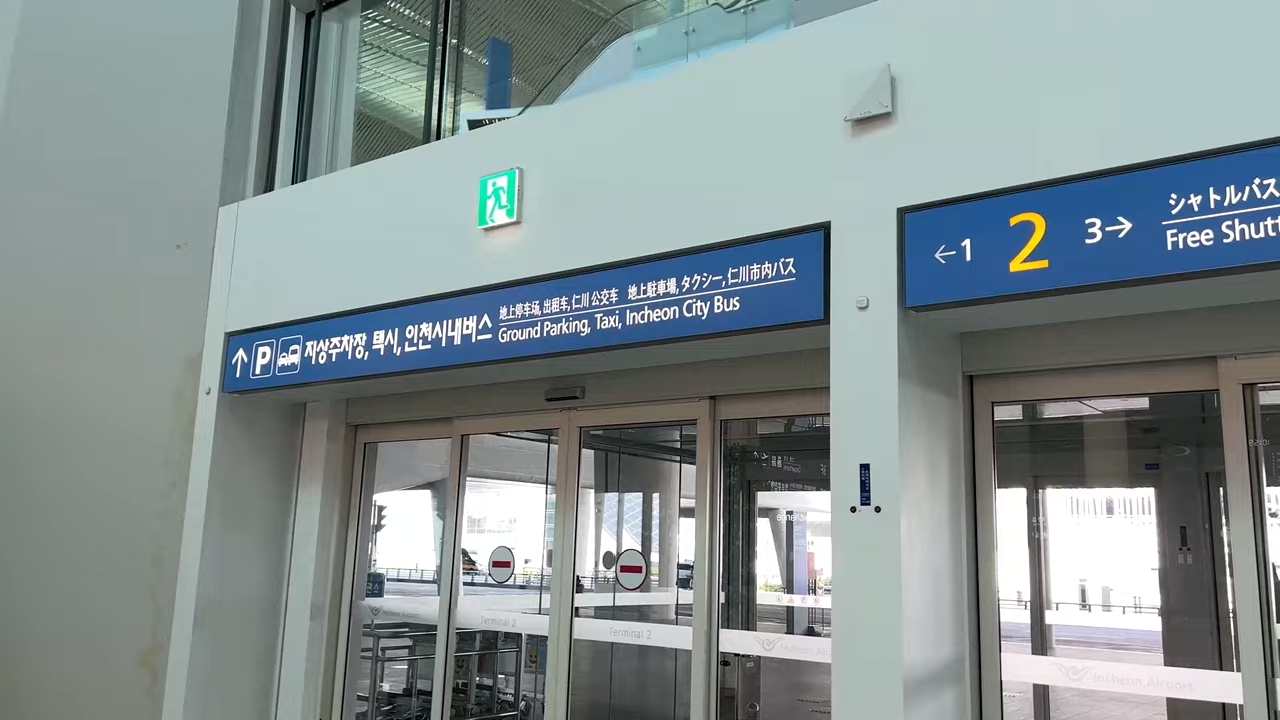 ↑ P 지상주차장, 택시, 인천시내버스
地上停车场, 出租车, 仁川 公交车 地上駐車場, タクシー, 仁川市内バス
Ground Parking, Taxi, Incheon City Bus
←1 2 3→
シャトルバス
Free Shutt
Terminal 2
Terminal 2
Incheon Airport
Incheon Airport